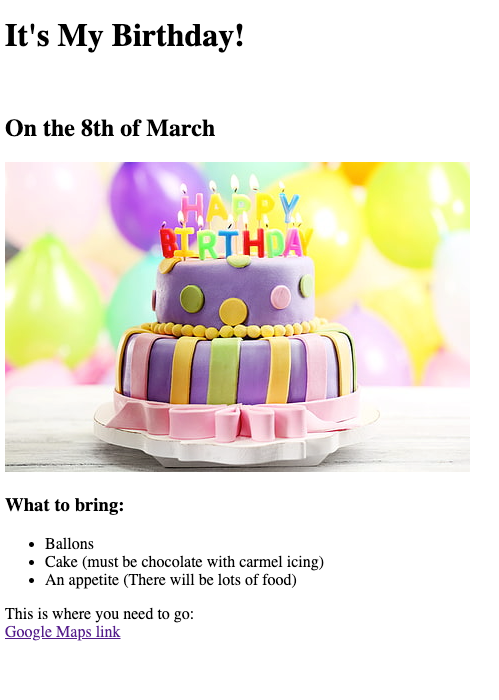 It's My Birthday!
On the 8th of March
HAPPY
BIRTHDAY
What to bring:
Ballons
Cake (must be chocolate with carmel icing)
An appetite (There will be lots of food)
This is where you need to go:
Google Maps link